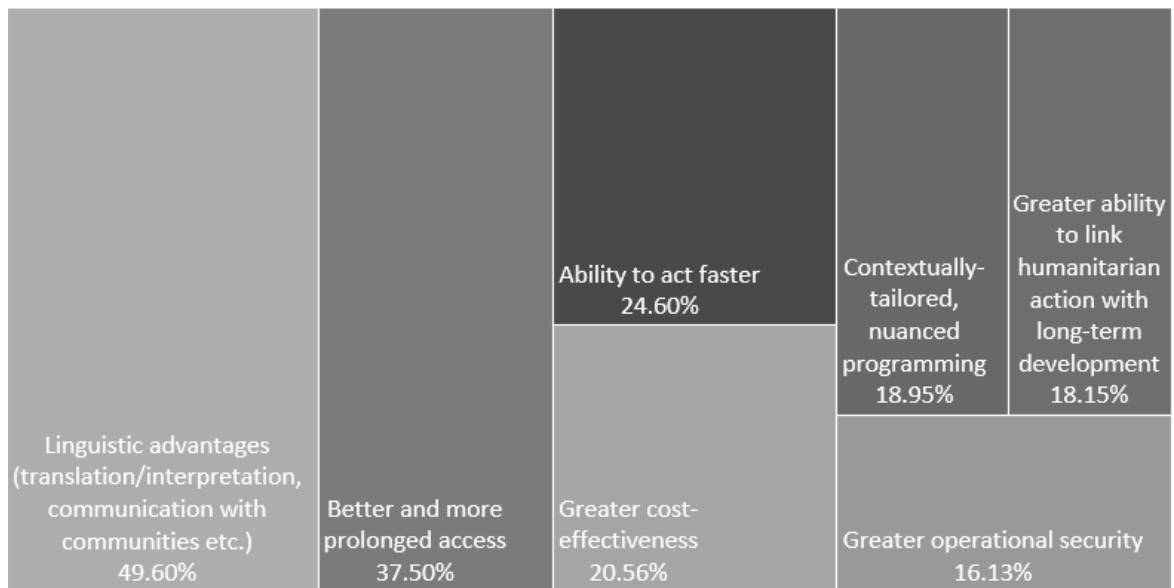 Linguistic advantages
(translation/interpretation,
communication with
communities etc.)
49.60%
Better and more
prolonged access
37.50%
Ability to act faster
24.60%
Greater cost-
effectiveness
20.56%
Contextually-
tailored,
nuanced
programming
18.95%
Greater ability
to link
humanitarian
action with
long-term
development
18.15%
Greater operational security
16.13%